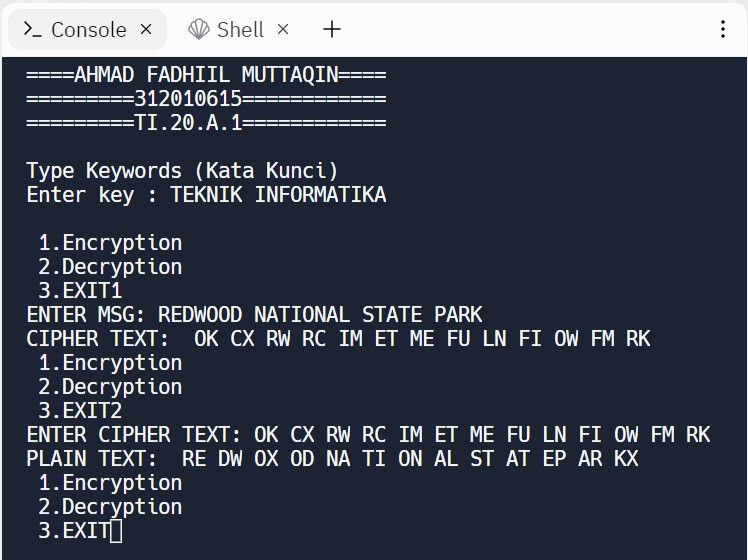 Console × Shell × +
====AHMAD FADHIIL MUTTAQIN====
=========312010615============
=========TI.20.A.1============
Type Keywords (Kata Kunci)
Enter key : TEKNIK INFORMATIKA
1.Encryption
2.Decryption
3.EXIT1
ENTER MSG: REDWOOD NATIONAL STATE PARK
CIPHER TEXT:  OK CX RW RC IM ET ME FU LN FI OW FM RK
1.Encryption
2.Decryption
3.EXIT2
ENTER CIPHER TEXT: OK CX RW RC IM ET ME FU LN FI OW FM RK
PLAIN TEXT:  RE DW OX OD NA TI ON AL ST AT EP AR KX
1.Encryption
2.Decryption
3.EXIT